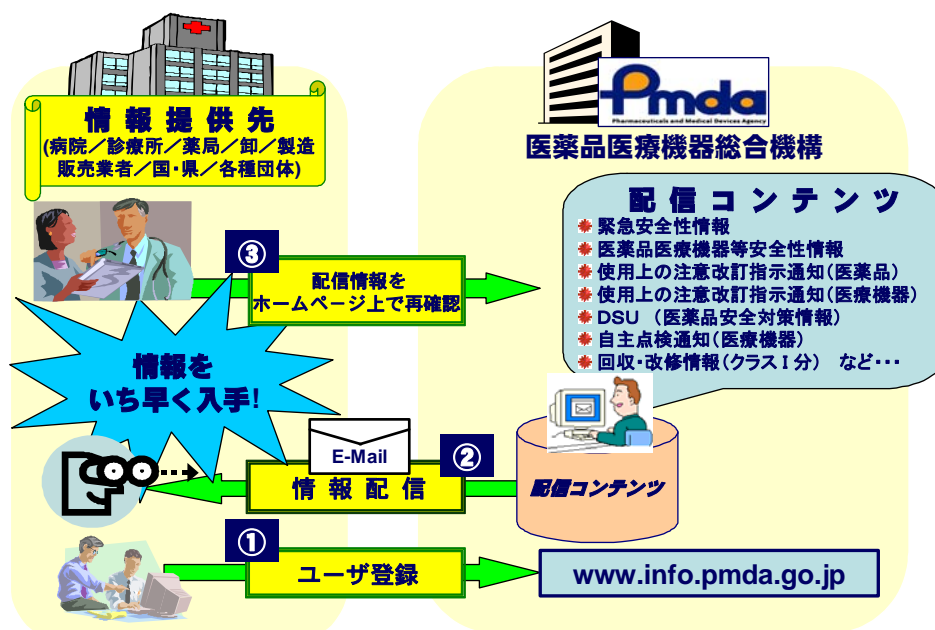 情報提供先
(病院／診療所／薬局／卸／製造
販売業者／国・県／各種団体)
Pmda
Pharmaceuticals and Medical Devices Agency
医薬品医療機器総合機構
配信コンテンツ
緊急安全性情報
医薬品医療機器等安全性情報
使用上の注意改訂指示通知(医薬品)
使用上の注意改訂指示通知(医療機器)
DSU （医薬品安全対策情報）
自主点検通知(医療機器)
回収・改修情報(クラスⅠ分) など・・・
③
配信情報を
ホームページ上で再確認
情報を
いち早く入手!
E-Mail
②
情報配信
配信コンテンツ
①
ユーザ登録
www.info.pmda.go.jp